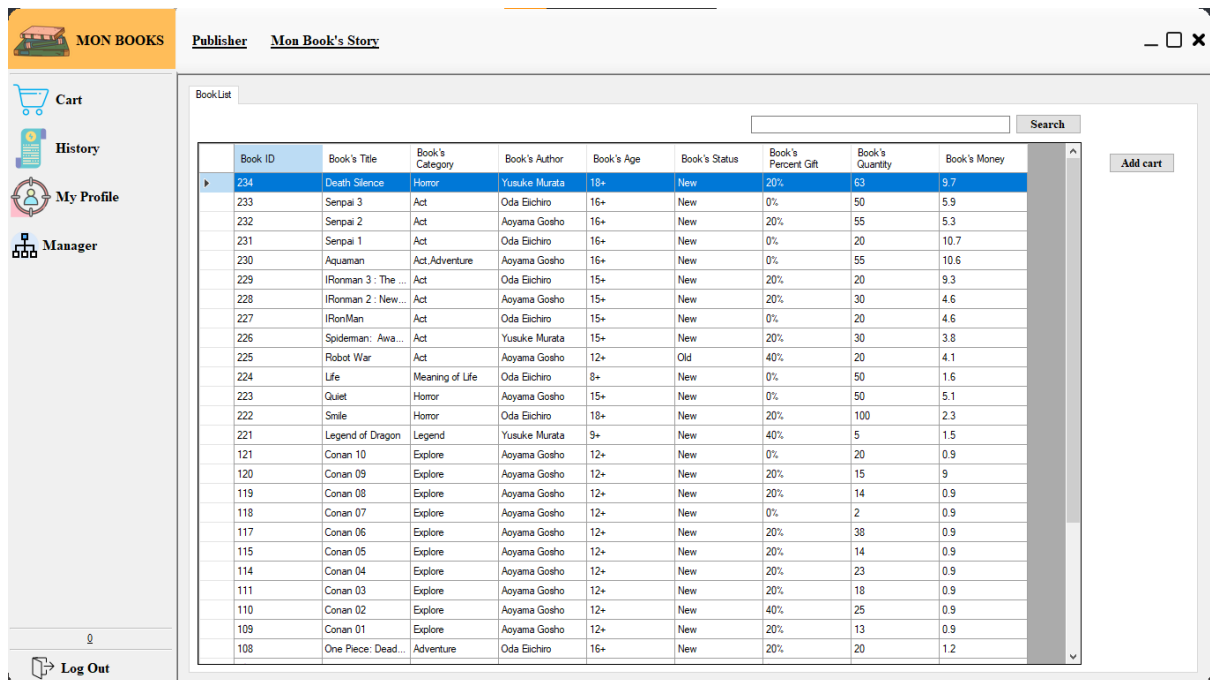 MON BOOKS
Publisher Mon Book's Story
Cart
History
My Profile
Manager
0
Log Out
BookList
Search
Add cart
Book ID Book's Title Book's Category Book's Author Book's Age Book's Status Book's Percent Gift Book's Quantity Book's Money
234 Death Silence Horror Yusuke Murata 18+ New 20% 63 9.7
233 Senpai 3 Act Oda Eiichiro 16+ New 0% 50 5.9
232 Senpai 2 Act Aoyama Gosho 16+ New 20% 55 5.3
231 Senpai 1 Act Oda Eiichiro 16+ New 0% 20 10.7
230 Aquaman Act,Adventure Aoyama Gosho 16+ New 0% 55 10.6
229 IRonman 3 : The ... Act Oda Eiichiro 15+ New 20% 20 9.3
228 IRonman 2 : New... Act Aoyama Gosho 15+ New 20% 30 4.6
227 IRonMan Act Oda Eiichiro 15+ New 0% 20 4.6
226 Spideman: Awa... Act Yusuke Murata 15+ New 20% 30 3.8
225 Robot War Act Aoyama Gosho 12+ Old 40% 20 4.1
224 Life Meaning of Life Oda Eiichiro 8+ New 0% 50 1.6
223 Quiet Horror Aoyama Gosho 15+ New 0% 50 5.1
222 Smile Horror Oda Eiichiro 18+ New 20% 100 2.3
221 Legend of Dragon Legend Yusuke Murata 9+ New 40% 5 1.5
121 Conan 10 Explore Aoyama Gosho 12+ New 0% 20 0.9
120 Conan 09 Explore Aoyama Gosho 12+ New 20% 15 9
119 Conan 08 Explore Aoyama Gosho 12+ New 20% 14 0.9
118 Conan 07 Explore Aoyama Gosho 12+ New 0% 2 0.9
117 Conan 06 Explore Aoyama Gosho 12+ New 20% 38 0.9
115 Conan 05 Explore Aoyama Gosho 12+ New 20% 14 0.9
114 Conan 04 Explore Aoyama Gosho 12+ New 20% 23 0.9
111 Conan 03 Explore Aoyama Gosho 12+ New 20% 18 0.9
110 Conan 02 Explore Aoyama Gosho 12+ New 40% 25 0.9
109 Conan 01 Explore Aoyama Gosho 12+ New 20% 13 0.9
108 One Piece: Dead... Adventure Oda Eiichiro 16+ New 20% 20 1.2